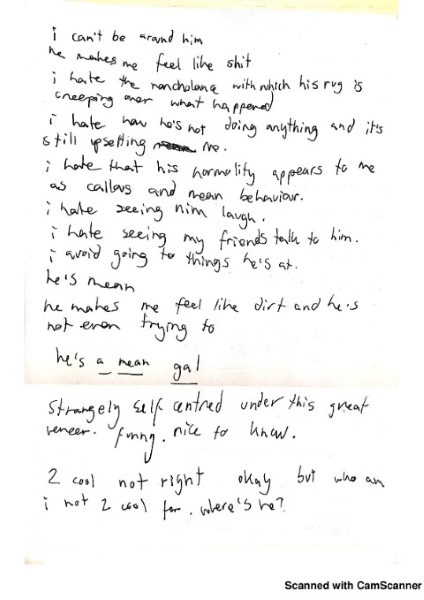 i can't be around him
he makes me feel like shit
i hate the nonchalance with which his rug is
creeping over what happened
i hate how he's not doing anything and it's
still upsetting me.
i hate that his normality appears to me
as callous and mean behaviour.
i hate seeing him laugh.
i hate seeing my friends talk to him.
i avoid going to things he's at.
he's mean
he makes me feel like dirt and he's
not even trying to
he's a mean gal
strangely self centred under this great
veneer. funny. nice to know.
2 cool not right okay but who am
i not 2 cool for. where's he?
Scanned with CamScanner